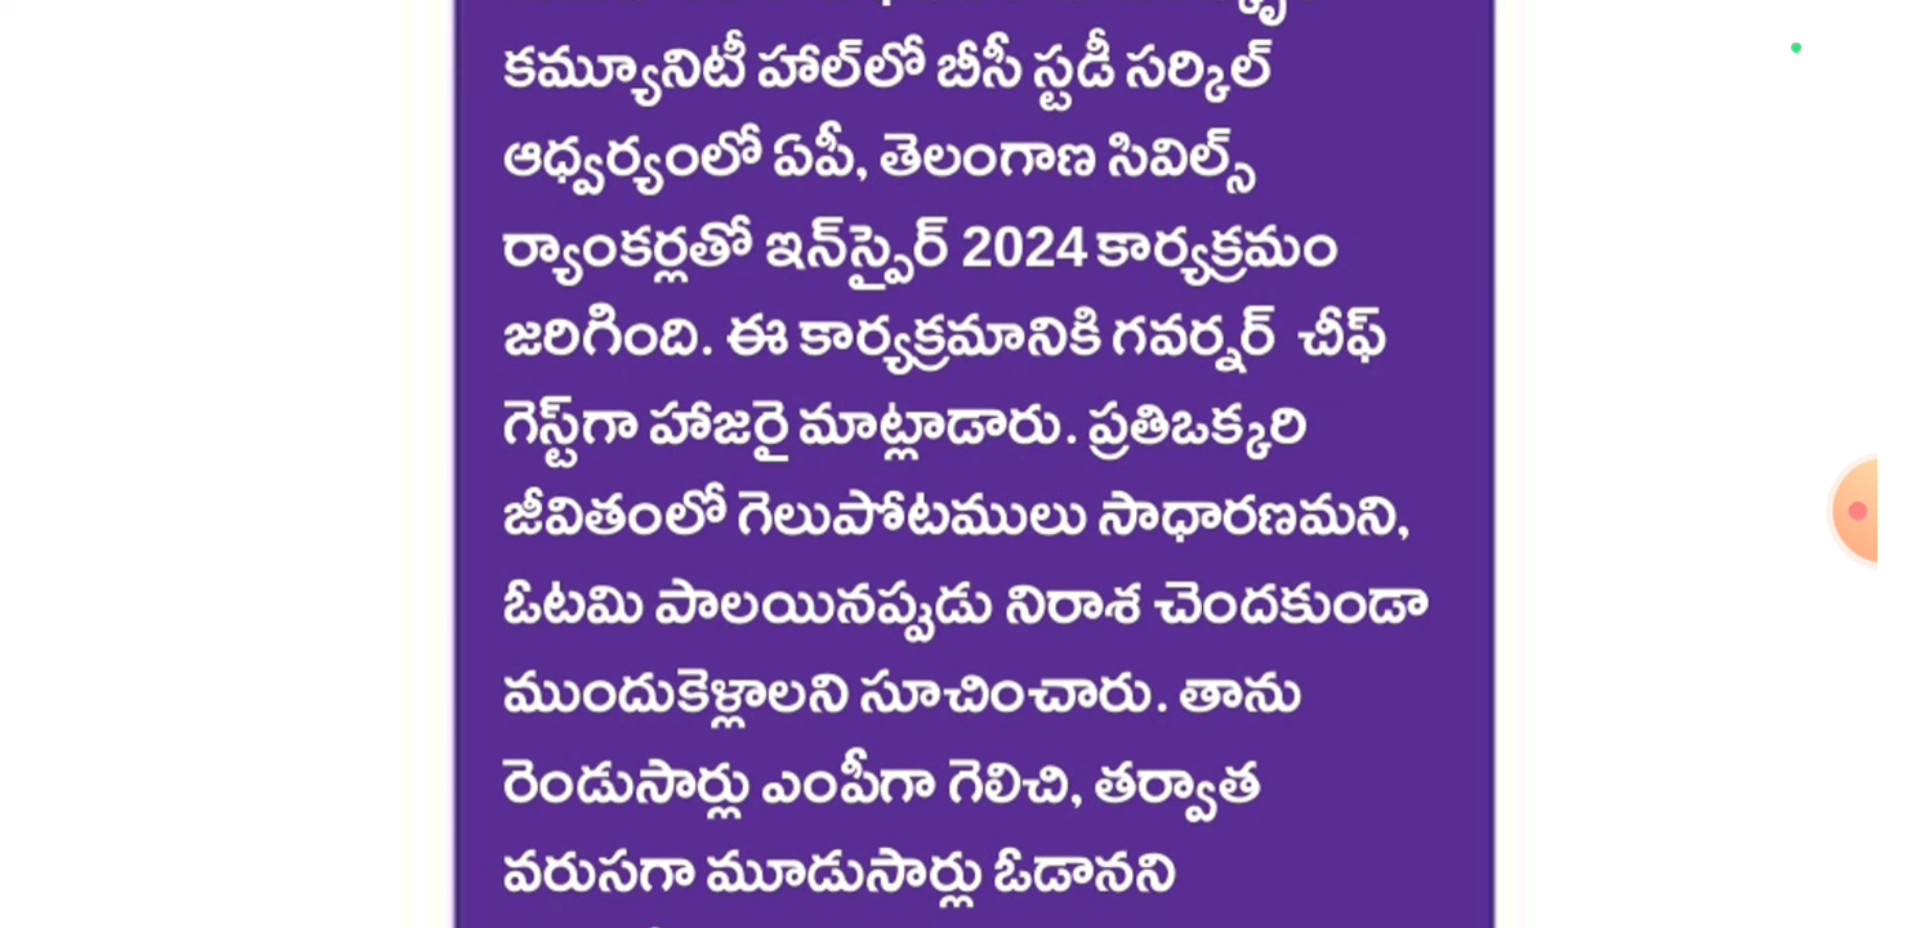 కమ్యూనిటీ హాల్‌లో బీసీ స్టడీ సర్కిల్
ఆధ్వర్యంలో ఏపీ, తెలంగాణ సివిల్స్
ర్యాంకర్లతో ఇన్‌స్పైర్ 2024 కార్యక్రమం
జరిగింది. ఈ కార్యక్రమానికి గవర్నర్ చీఫ్
గెస్ట్‌గా హాజరై మాట్లాడారు. ప్రతిఒక్కరి
జీవితంలో గెలుపోటములు సాధారణమని,
ఓటమి పాలయినప్పుడు నిరాశ చెందకుండా
ముందుకెళ్లాలని సూచించారు. తాను
రెండుసార్లు ఎంపీగా గెలిచి, తర్వాత
వరుసగా మూడుసార్లు ఓడానని